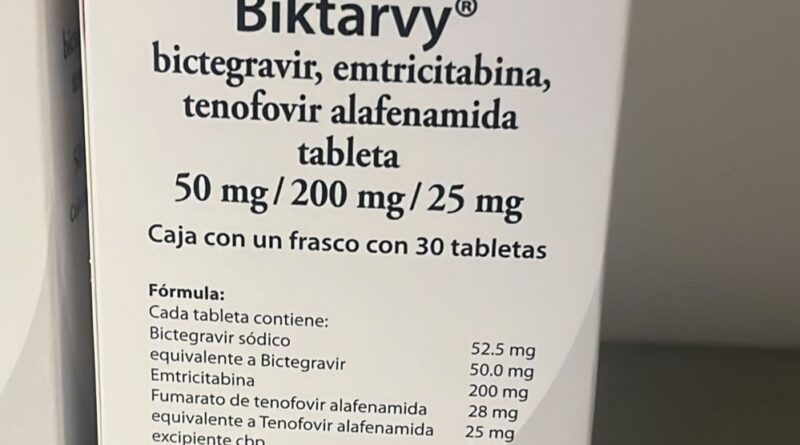 Biktarvy®
bictegravir, emtricitabina,
tenofovir alafenamida
tableta
50 mg/200 mg/25 mg
Caja con un frasco con 30 tabletas
Fórmula:
Cada tableta contiene:
Bictegravir sódico 52.5 mg
equivalente a Bictegravir 50.0 mg
Emtricitabina 200 mg
Fumarato de tenofovir alafenamida 28 mg
equivalente a Tenofovir alafenamida 25 mg
excipiente cbp